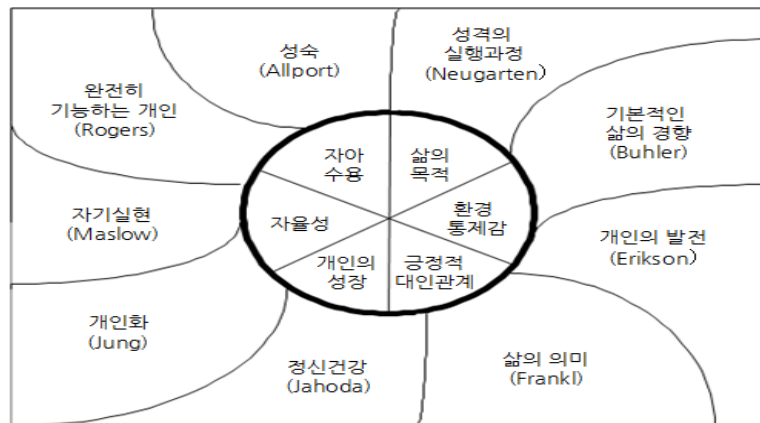 성숙
(Allport)
성격의
실행과정
(Neugarten)
완전히
기능하는 개인
(Rogers)
기본적인
삶의 경향
(Buhler)
자아
수용
삶의
목적
자기실현
(Maslow)
자율성
환경
통제감
개인의 발전
(Erikson)
개인의
성장
긍정적
대인관계
개인화
(Jung)
정신건강
(Jahoda)
삶의 의미
(Frankl)